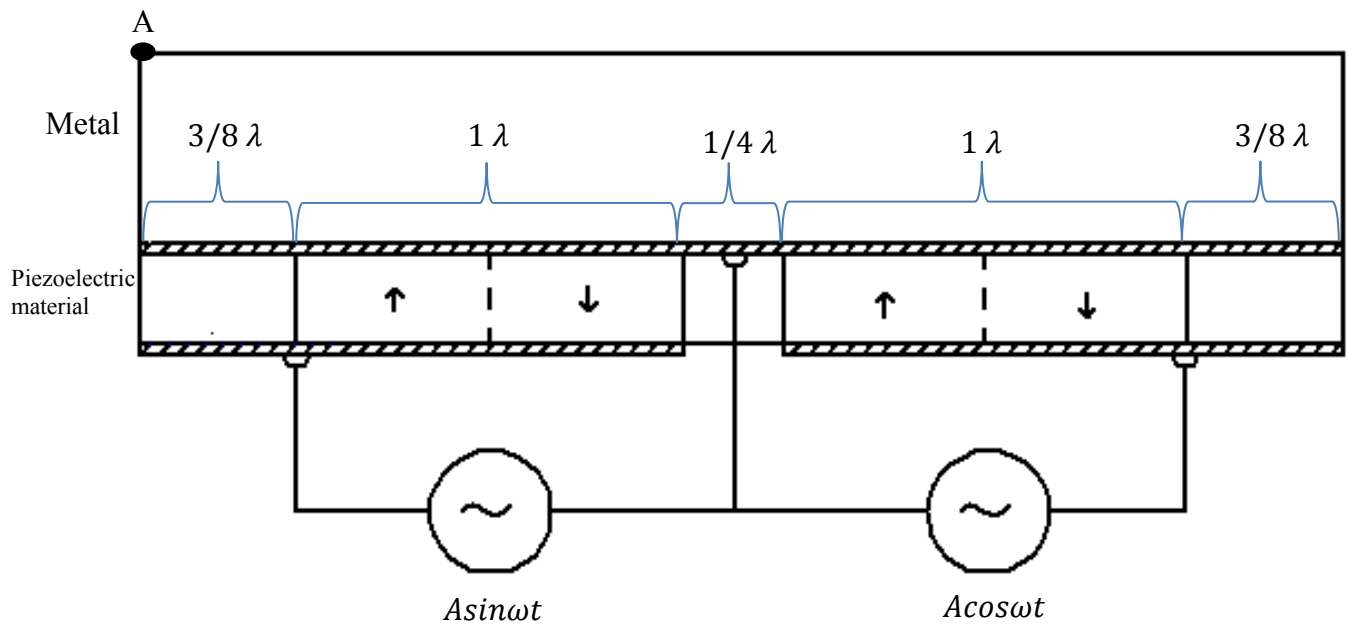 A
Metal
3/8 λ
1 λ
1/4 λ
1 λ
3/8 λ
Piezoelectric
material
Asinωt
Acosωt